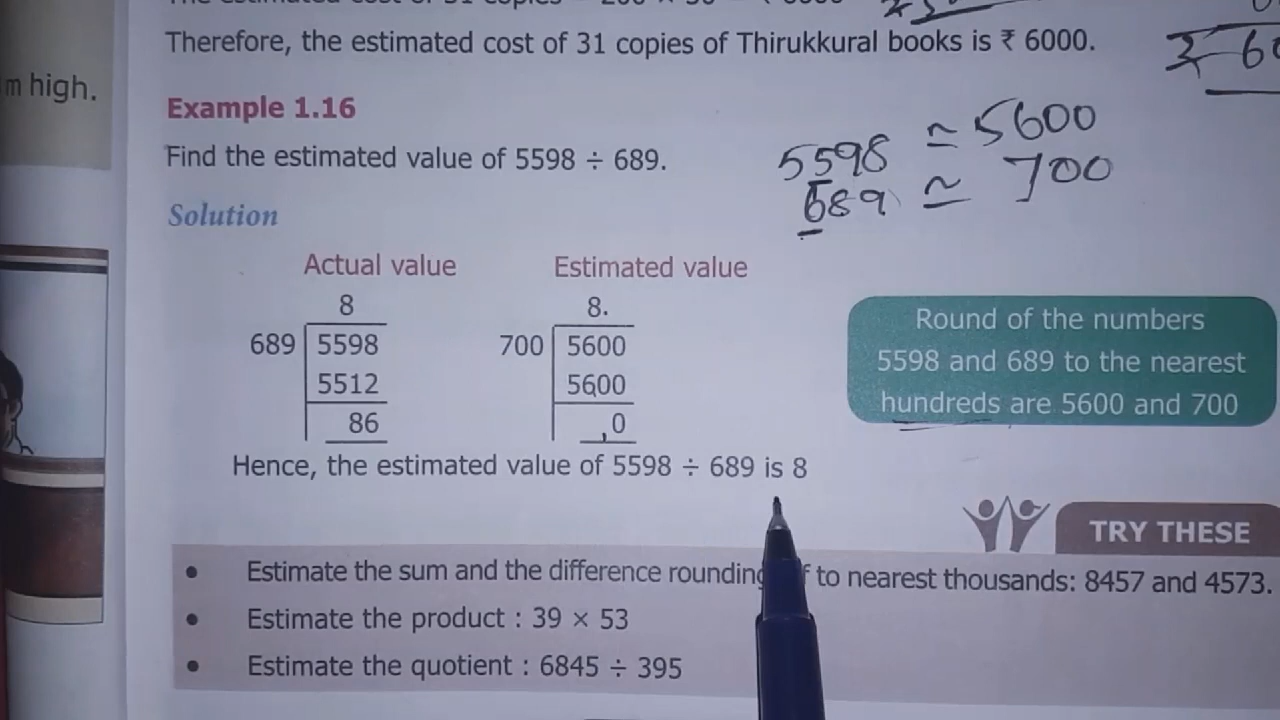 Therefore, the estimated cost of 31 copies of Thirukkural books is ₹ 6000.
m high.
Example 1.16
Find the estimated value of 5598 ÷ 689.
5598 ≃ 5600
689 ≃ 700
Solution
Actual value
8
689 5598
5512
86
Estimated value
8.
700 5600
5600
0
Round of the numbers
5598 and 689 to the nearest
hundreds are 5600 and 700
Hence, the estimated value of 5598 ÷ 689 is 8
TRY THESE
• Estimate the sum and the difference rounding to nearest thousands: 8457 and 4573.
• Estimate the product : 39 × 53
• Estimate the quotient : 6845 ÷ 395